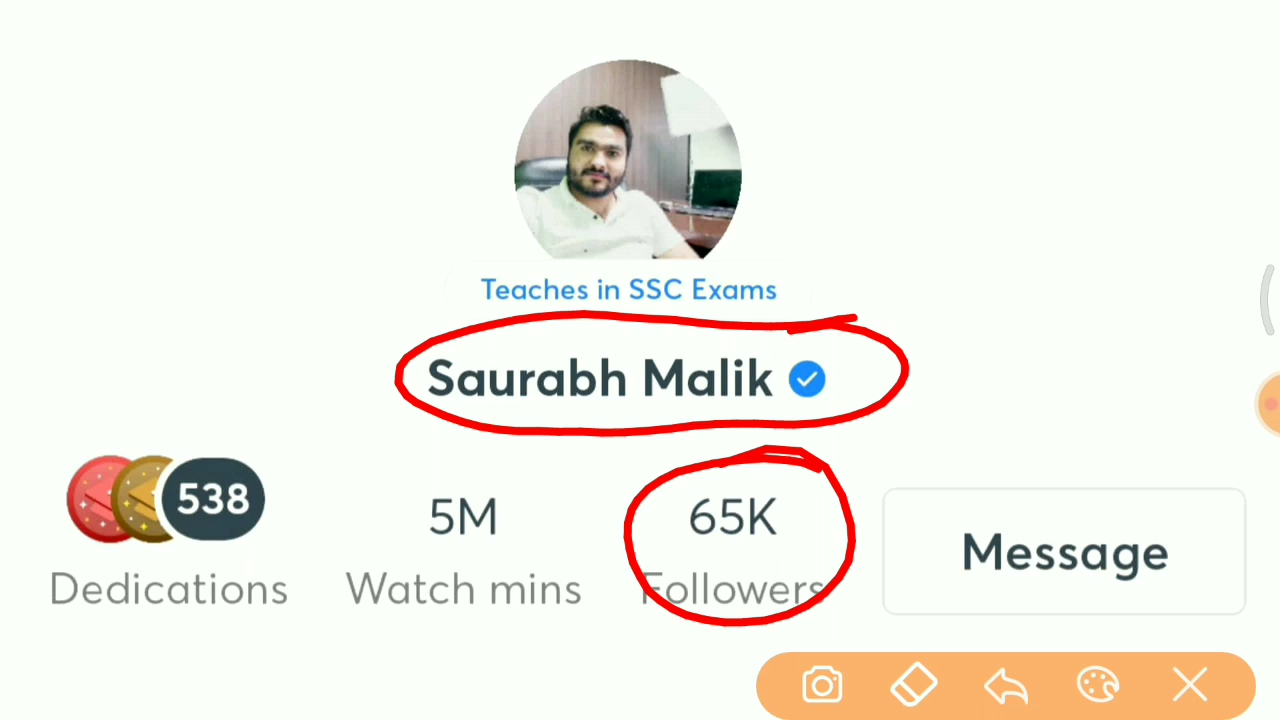 Teaches in SSC Exams
Saurabh Malik
538
5M
65K
Dedications
Watch mins
Followers
Message